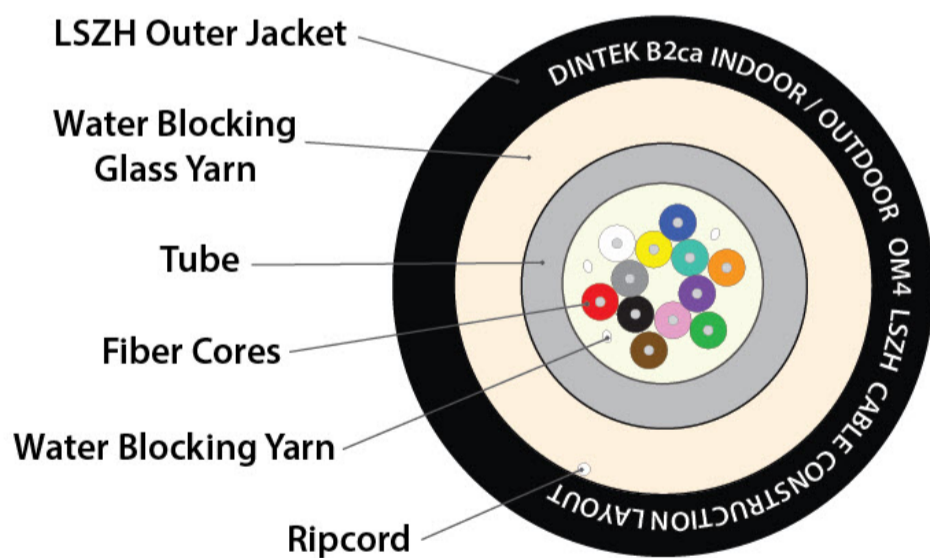 LSZH Outer Jacket
Water Blocking
Glass Yarn
Tube
Fiber Cores
Water Blocking Yarn
Ripcord
DINTEK B2ca INDOOR / OUTDOOR OM4 LSZH CABLE CONSTRUCTION LAYOUT